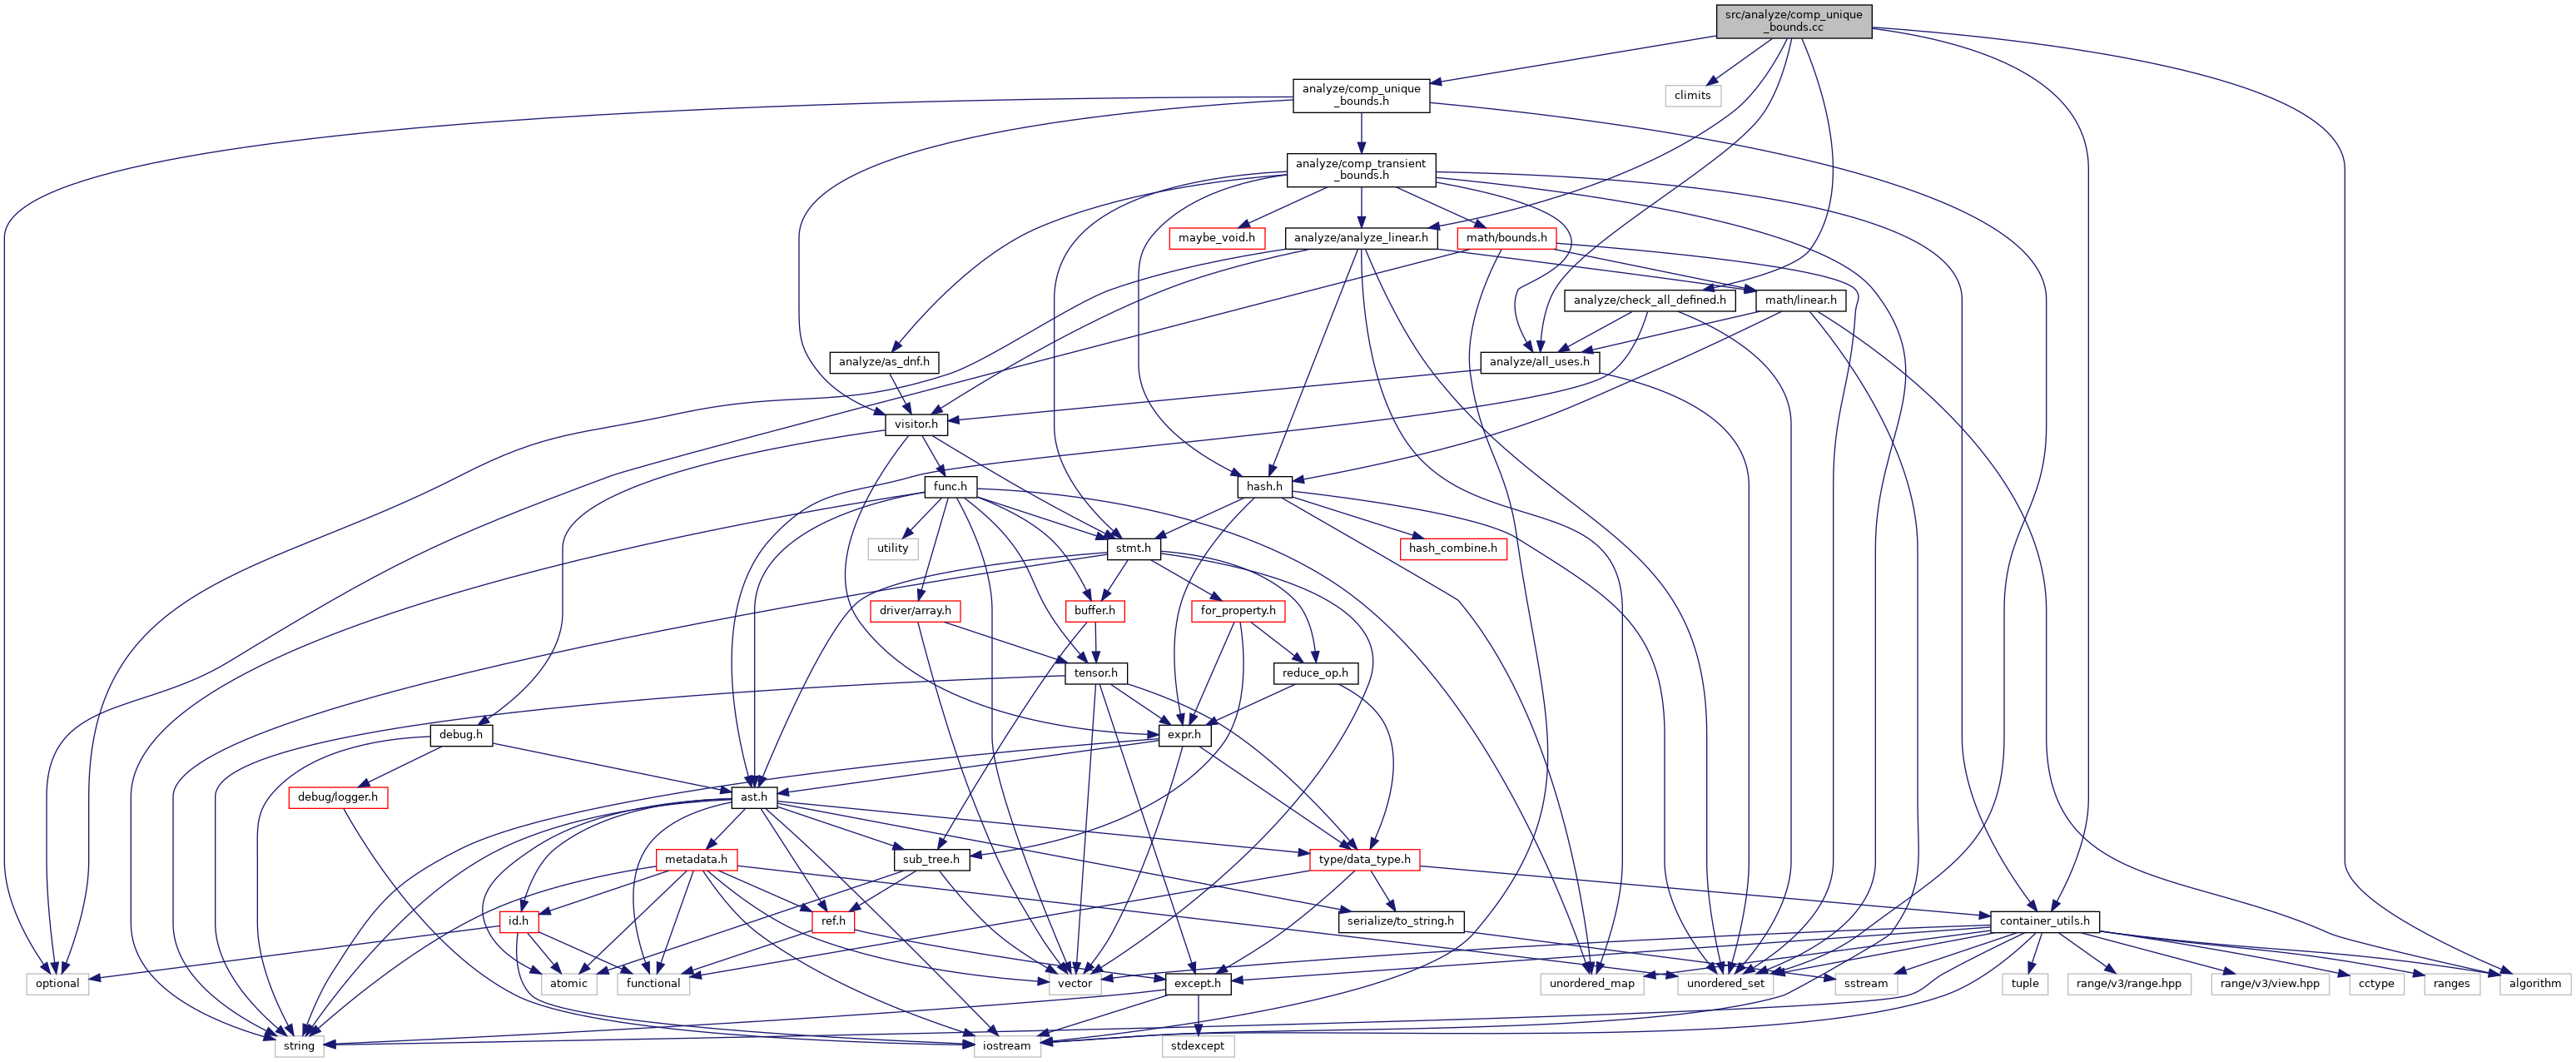 src/analyze/comp_unique
_bounds.cc
analyze/comp_unique
_bounds.h
climits
analyze/comp_transient
_bounds.h
maybe_void.h
analyze/analyze_linear.h
math/bounds.h
analyze/check_all_defined.h
math/linear.h
analyze/as_dnf.h
analyze/all_uses.h
visitor.h
func.h
hash.h
utility
stmt.h
hash_combine.h
driver/array.h
buffer.h
for_property.h
tensor.h
reduce_op.h
debug.h
expr.h
debug/logger.h
ast.h
metadata.h
sub_tree.h
type/data_type.h
id.h
ref.h
serialize/to_string.h
container_utils.h
optional
atomic
functional
vector
except.h
unordered_map
unordered_set
sstream
tuple
range/v3/range.hpp
range/v3/view.hpp
cctype
ranges
algorithm
string
iostream
stdexcept